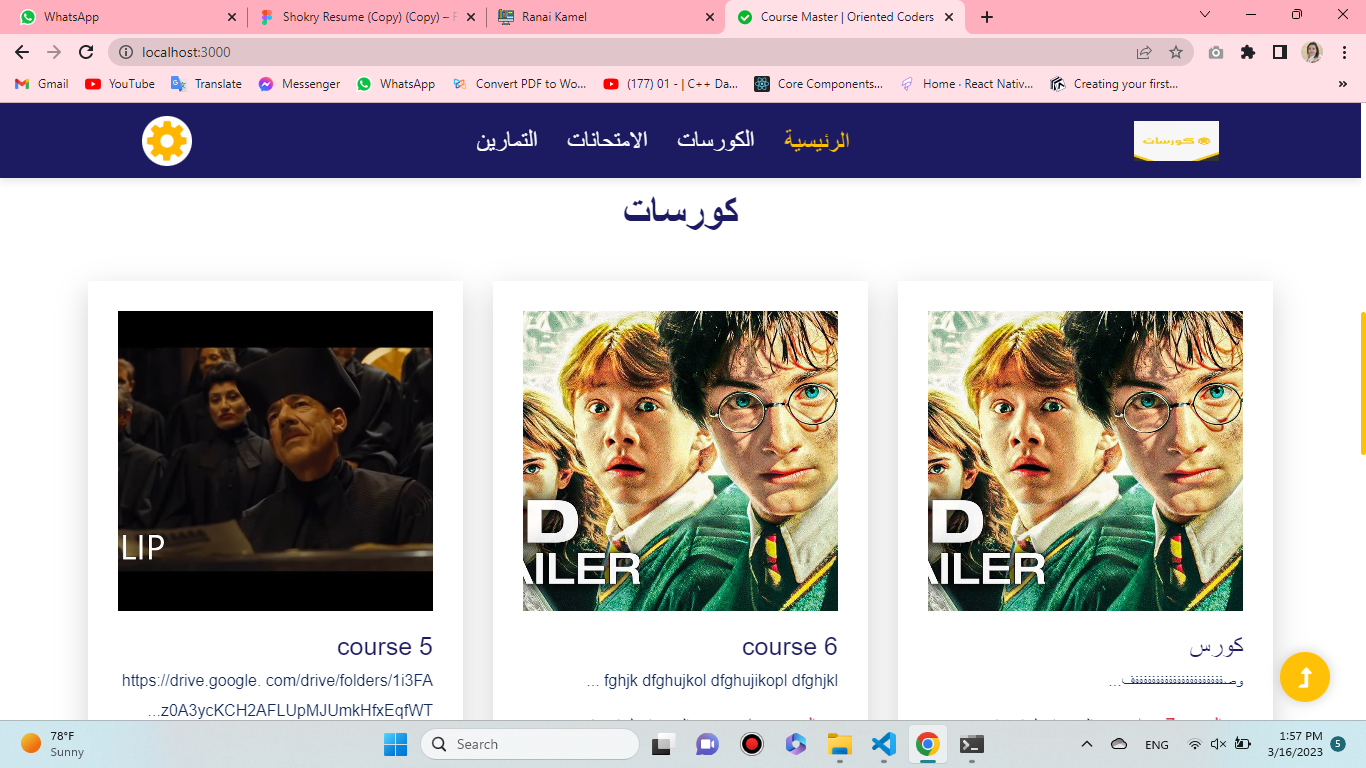 WhatsApp
Shokry Resume (Copy) (Copy) – F
Ranai Kamel
Course Master | Oriented Coders
localhost:3000
Gmail
YouTube
Translate
Messenger
WhatsApp
Convert PDF to Wo...
(177) 01 - | C++ Da...
Core Components...
Home · React Nativ...
Creating your first...
»
كورسات
الرئيسية
الكورسات
الامتحانات
التمارين
كورسات
LIP
D
AILER
D
AILER
كورس
course 6
fghjk dfghujkol dfghujikopl dfghjkl ...
course 5
https://drive.google. com/drive/folders/1i3FA
z0A3ycKCH2AFLUpMJUmkHfxEqfWT...
78°F
Sunny
Search
ENG
1:57 PM
3/16/2023
5